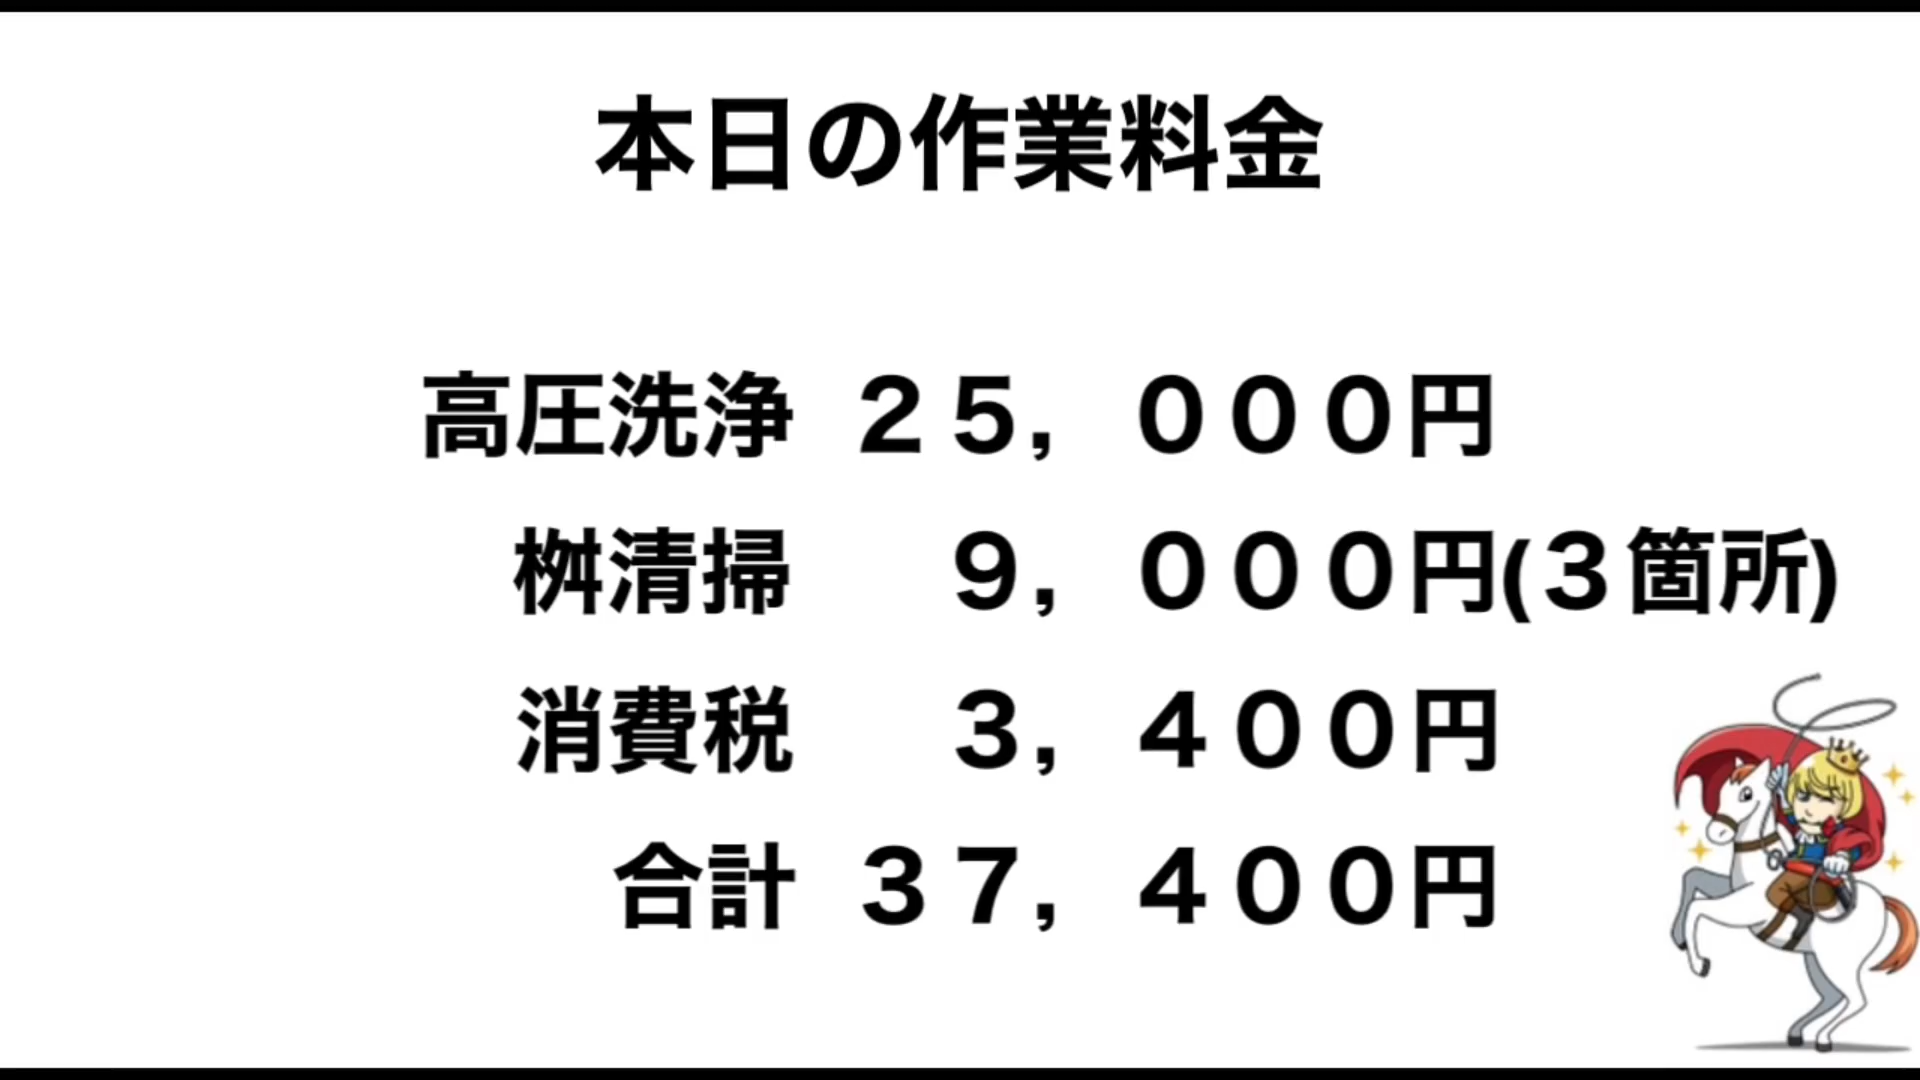 本日の作業料金
高圧洗浄 ２５，０００円
桝清掃 ９，０００円(３箇所)
消費税 ３，４００円
合計 ３７，４００円